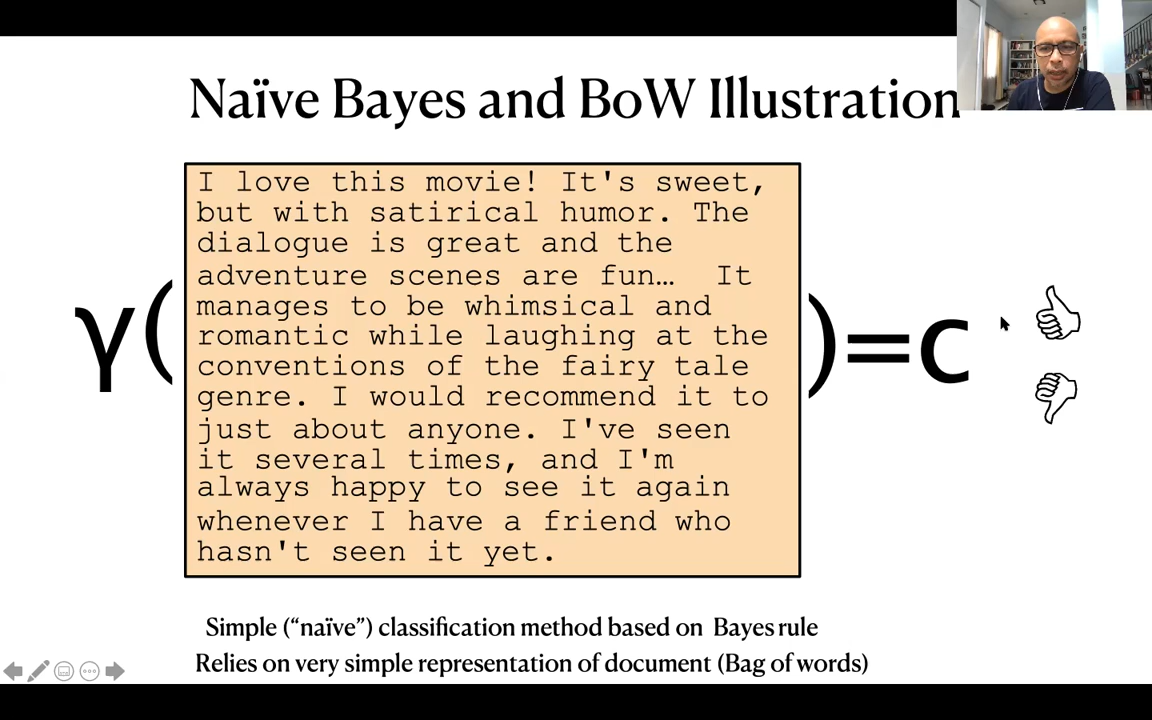 Naïve Bayes and BoW Illustration
γ(
I love this movie! It's sweet,
but with satirical humor. The
dialogue is great and the
adventure scenes are fun… It
manages to be whimsical and
romantic while laughing at the
conventions of the fairy tale
genre. I would recommend it to
just about anyone. I've seen
it several times, and I'm
always happy to see it again
whenever I have a friend who
hasn't seen it yet.
)=c
Simple (“naïve”) classification method based on Bayes rule
Relies on very simple representation of document (Bag of words)